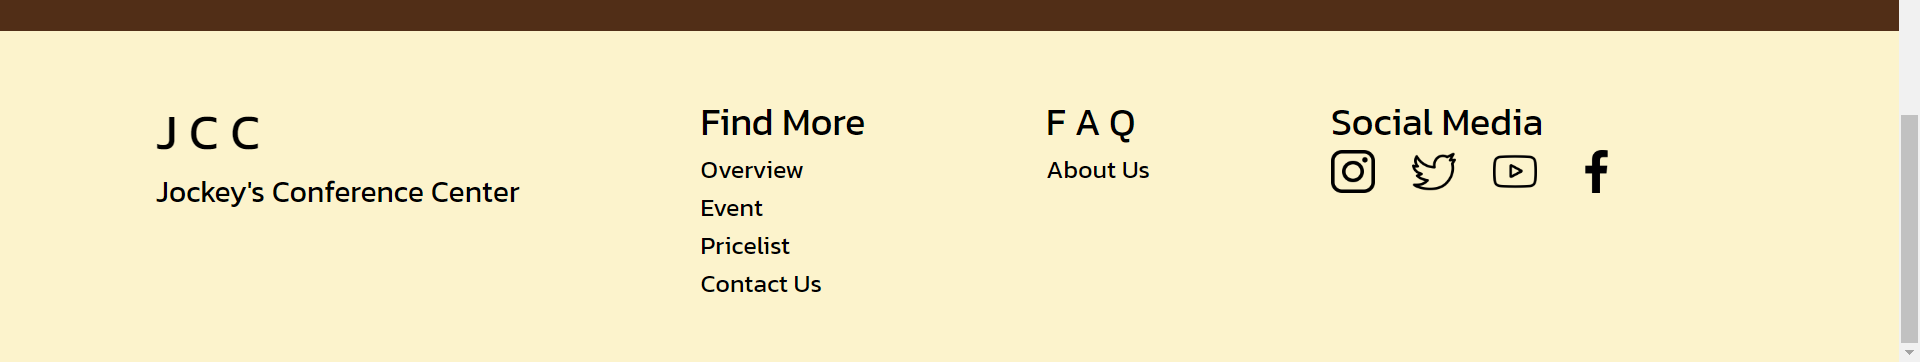 J C C
Jockey's Conference Center
Find More
Overview
Event
Pricelist
Contact Us
F A Q
About Us
Social Media